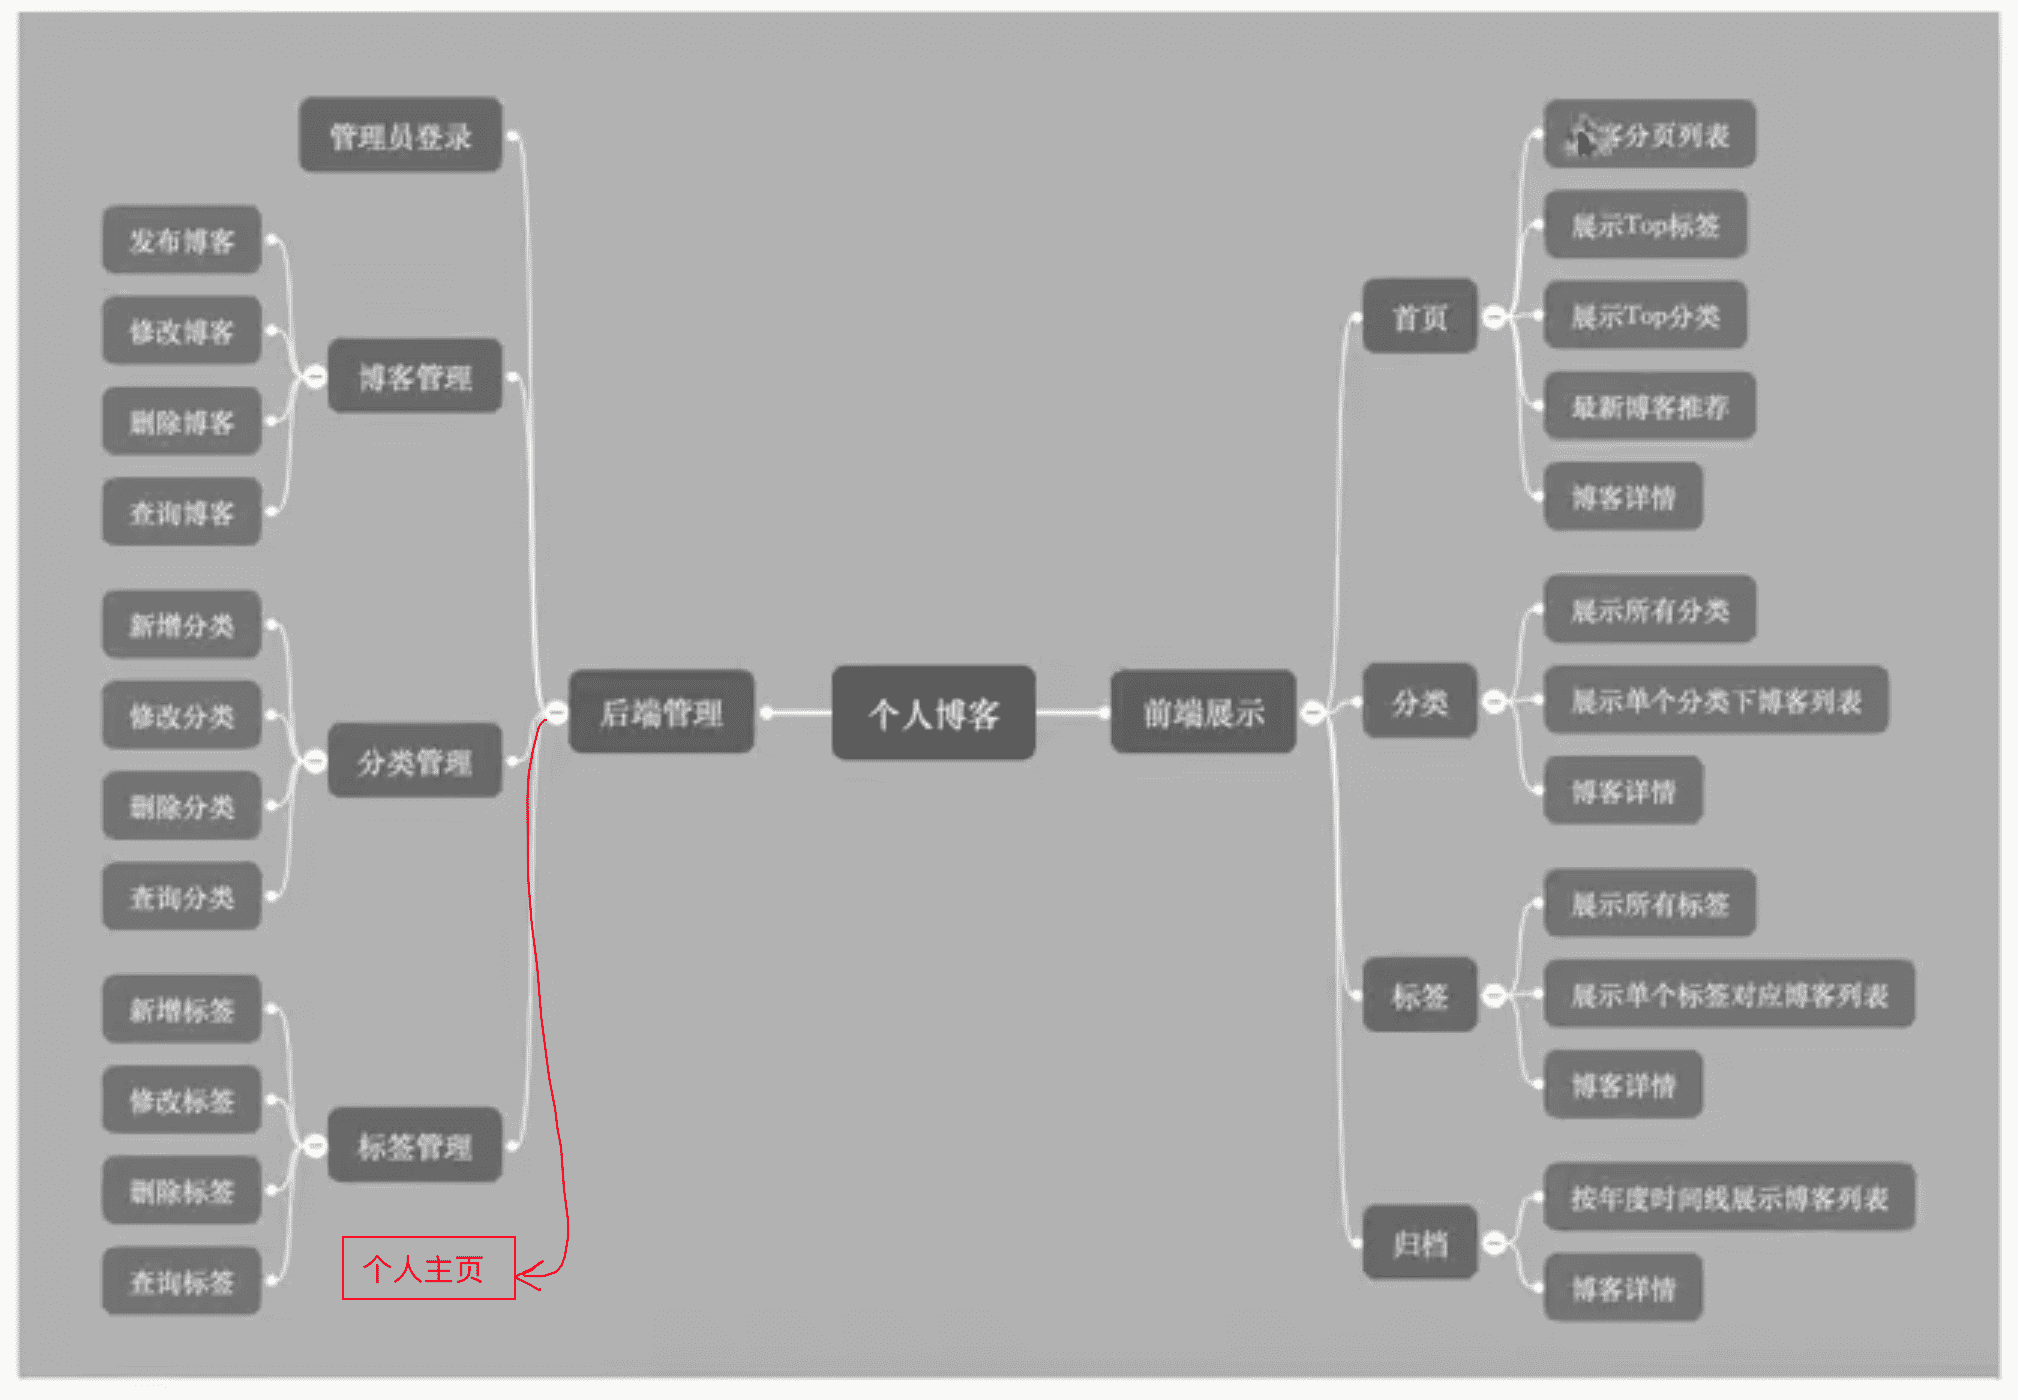 管理员登录
发布博客
修改博客
删除博客
查询博客
博客管理
新增分类
修改分类
删除分类
查询分类
分类管理
新增标签
修改标签
删除标签
查询标签
标签管理
个人主页
后端管理
个人博客
前端展示
首页
客分页列表
展示Top标签
展示Top分类
最新博客推荐
博客详情
分类
展示所有分类
展示单个分类下博客列表
博客详情
标签
展示所有标签
展示单个标签对应博客列表
博客详情
归档
按年度时间线展示博客列表
博客详情